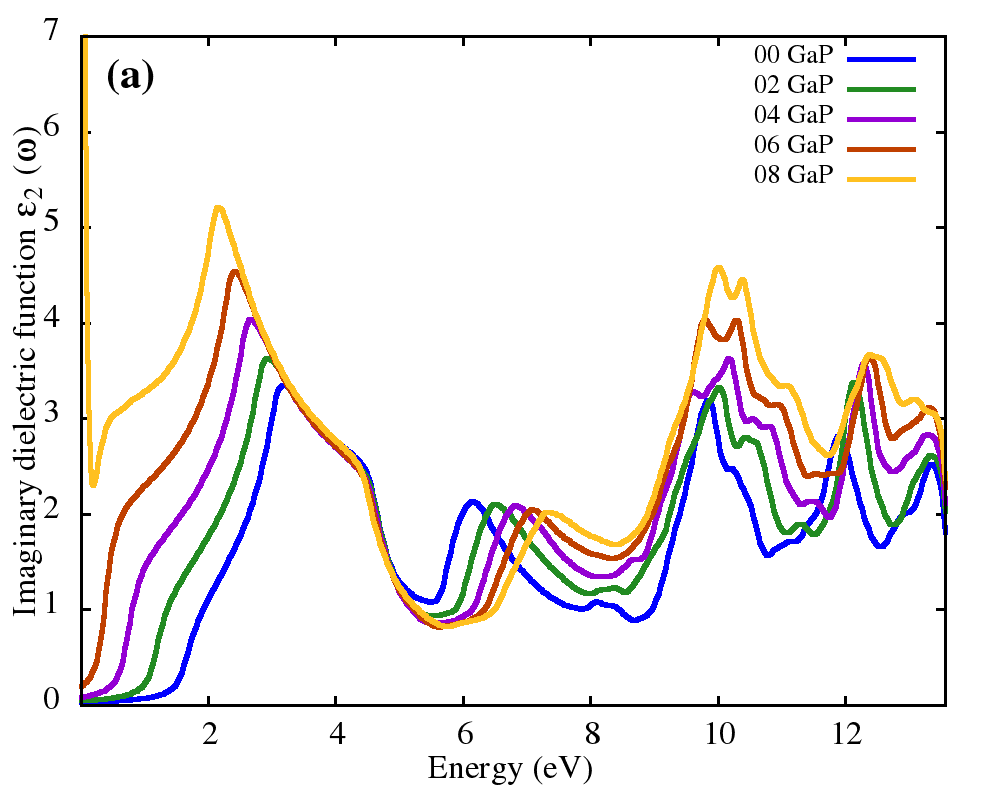 (a)
00 GaP
02 GaP
04 GaP
06 GaP
08 GaP
Imaginary dielectric function ε₂ (ω)
7
6
5
4
3
2
1
0
2 4 6 8 10 12
Energy (eV)